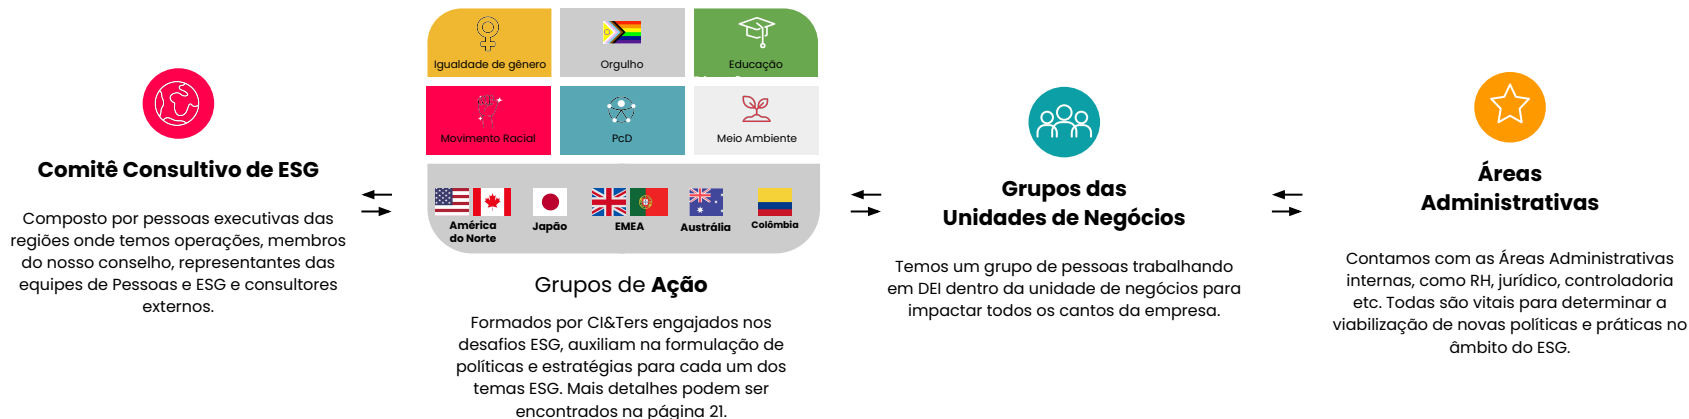 Comitê Consultivo de ESG
Composto por pessoas executivas das
regiões onde temos operações, membros
do nosso conselho, representantes das
equipes de Pessoas e ESG e consultores
externos.
Igualdade de gênero
Orgulho
Educação
Movimento Racial
PcD
Meio Ambiente
América
do Norte
Japão
EMEA
Austrália
Colômbia
Grupos de Ação
Formados por CI&Ters engajados nos
desafios ESG, auxiliam na formulação de
políticas e estratégias para cada um dos
temas ESG. Mais detalhes podem ser
encontrados na página 21.
Grupos das
Unidades de Negócios
Temos um grupo de pessoas trabalhando
em DEI dentro da unidade de negócios para
impactar todos os cantos da empresa.
Áreas
Administrativas
Contamos com as Áreas Administrativas
internas, como RH, jurídico, controladoria
etc. Todas são vitais para determinar a
viabilização de novas políticas e práticas no
âmbito do ESG.